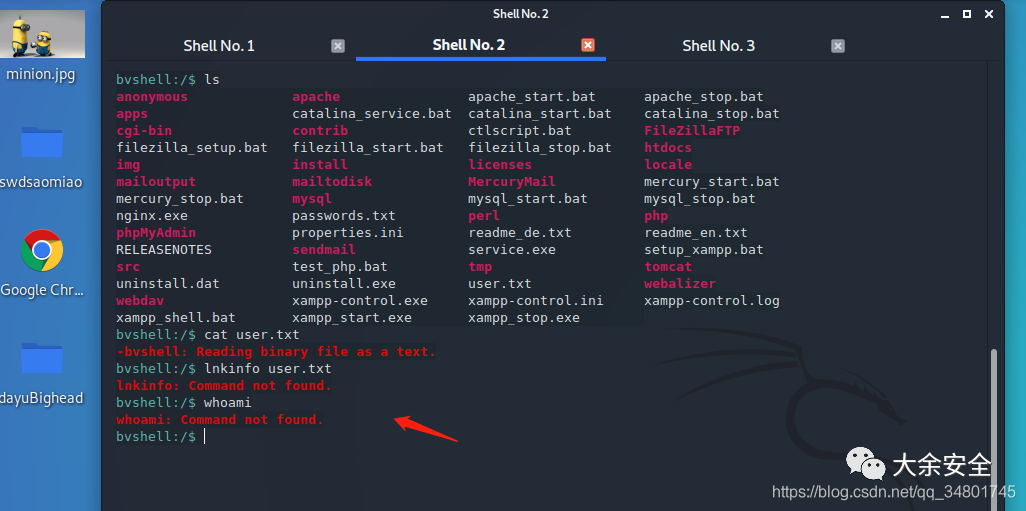 Shell No. 2
Shell No. 1 Shell No. 2 Shell No. 3
minion.jpg
swdsaomiao
Google Chr...
dayuBighead
bvshell:/$ ls
anonymous apache apache_start.bat apache_stop.bat
apps catalina_service.bat catalina_start.bat catalina_stop.bat
cgi-bin contrib ctlscript.bat FileZillaFTP
filezilla_setup.bat filezilla_start.bat filezilla_stop.bat htdocs
img install licenses locale
mailoutput mailtodisk MercuryMail mercury_start.bat
mercury_stop.bat mysql mysql_start.bat mysql_stop.bat
nginx.exe passwords.txt perl php
phpMyAdmin properties.ini readme_de.txt readme_en.txt
RELEASENOTES sendmail service.exe setup_xampp.bat
src test_php.bat tmp tomcat
uninstall.dat uninstall.exe user.txt webalizer
webdav xampp-control.exe xampp-control.ini xampp-control.log
xampp_shell.bat xampp_start.exe xampp_stop.exe
bvshell:/$ cat user.txt
-bvshell: Reading binary file as a text.
bvshell:/$ lnkinfo user.txt
lnkinfo: Command not found.
bvshell:/$ whoami
whoami: Command not found.
bvshell:/$
大余安全
https://blog.csdn.net/qq_34801745